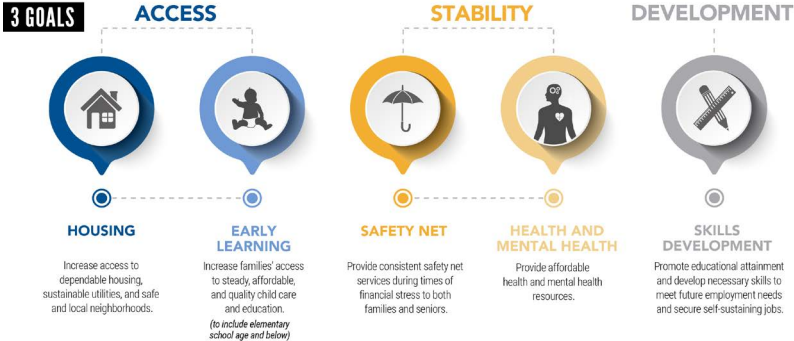 3 GOALS
ACCESS
STABILITY
DEVELOPMENT
HOUSING
Increase access to
dependable housing,
sustainable utilities, and safe
and local neighborhoods.
EARLY
LEARNING
Increase families' access
to steady, affordable,
and quality child care
and education.
(to include elementary
school age and below)
SAFETY NET
Provide consistent safety net
services during times of
financial stress to both
families and seniors.
HEALTH AND
MENTAL HEALTH
Provide affordable
health and mental health
resources.
SKILLS
DEVELOPMENT
Promote educational attainment
and develop necessary skills to
meet future employment needs
and secure self-sustaining jobs.